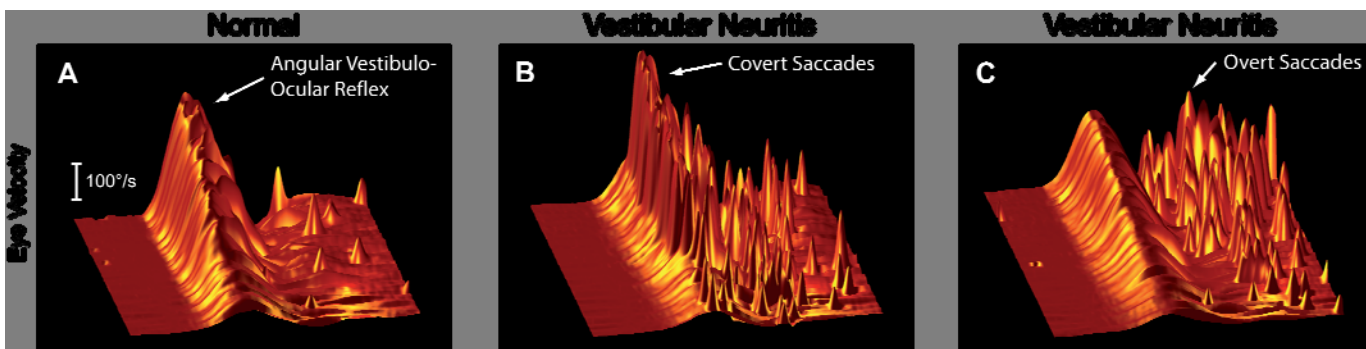 Normal
Vestibular Neuritis
Vestibular Neuritis
A
Angular Vestibulo-
Ocular Reflex
B
Covert Saccades
C
Overt Saccades
100°/s
Eye Velocity